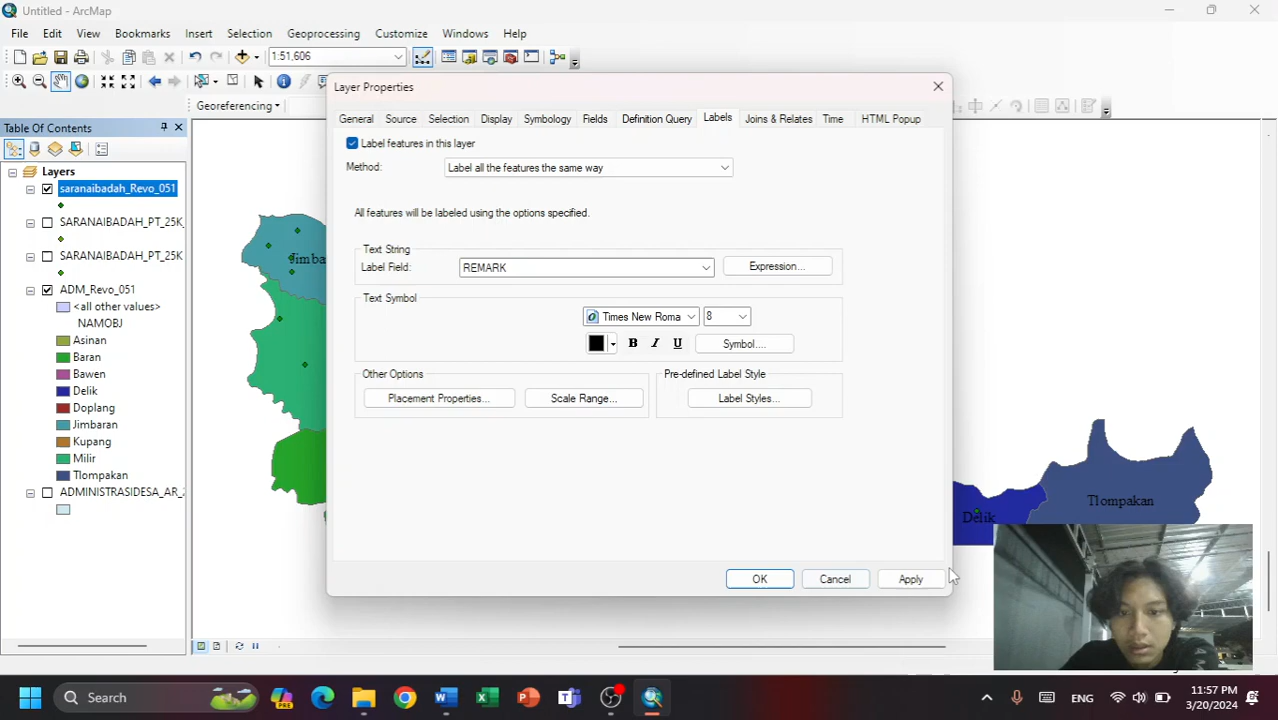 Untitled - ArcMap
File Edit View Bookmarks Insert Selection Geoprocessing Customize Windows Help
1:51.606
Georeferencing
Table Of Contents
Layers
saranaibadah_Revo_051
SARANAIBADAH_PT_25K_
SARANAIBADAH_PT_25K
ADM_Revo_051
<all other values>
NAMOBJ
Asinan
Baran
Bawen
Delik
Doplang
Jimbaran
Kupang
Milir
Tlompakan
ADMINISTRASIDESA_AR_2
Jimba
Layer Properties
General Source Selection Display Symbology Fields Definition Query Labels Joins & Relates Time HTML Popup
Label features in this layer
Method: Label all the features the same way
All features will be labeled using the options specified.
Text String
Label Field: REMARK Expression...
Text Symbol
Times New Roma 8
B I U Symbol....
Other Options Pre-defined Label Style
Placement Properties... Scale Range... Label Styles...
OK Cancel Apply
Delik
Tlompakan
Search
PRE
ENG
11:57 PM
3/20/2024